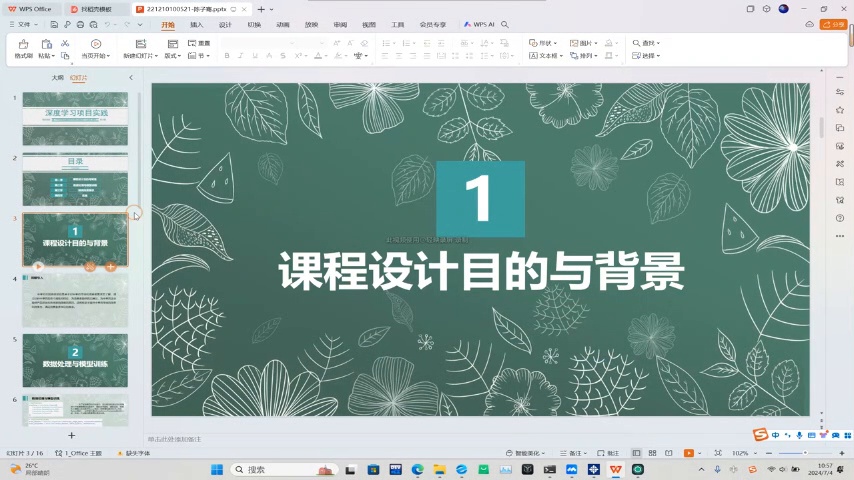 WPS Office
找稻壳模板
221210100521-孙子骞.pptx
文件
开始
插入
设计
切换
动画
放映
审阅
视图
工具
会员专享
WPS AI
分享
格式刷
粘贴
当页开始
新建幻灯片
版式
重置
节
形状
图片
文本框
排列
查找
选择
大纲
幻灯片
1
深度学习项目实践
2
目录
3
1
课程设计目的与背景
4
5
2
数据处理与模型训练
6
1
课程设计目的与背景
单击此处添加备注
幻灯片 3 / 16
1_Office 主题
缺失字体
智能美化
备注
批注
102%
26°C
局部晴朗
搜索
中
10:57
2024/7/4